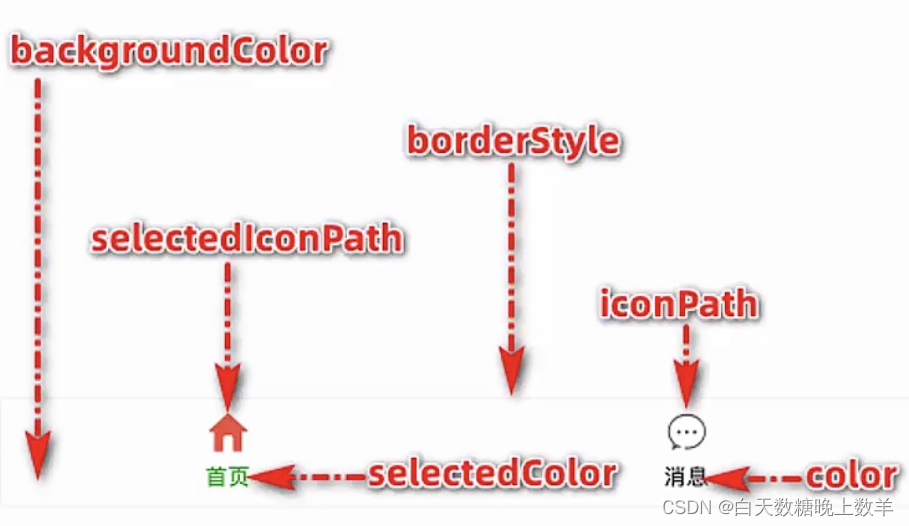 backgroundColor
borderStyle
selectedIconPath
iconPath
首页
selectedColor
消息
color
CSDN @白天数糖晚上数羊